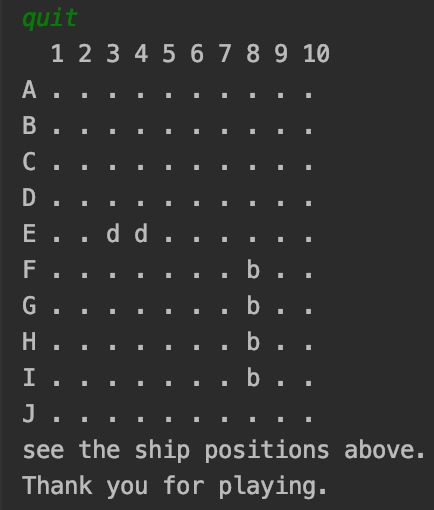 quit
  1 2 3 4 5 6 7 8 9 10
A . . . . . . . . . .
B . . . . . . . . . .
C . . . . . . . . . .
D . . . . . . . . . .
E . . d d . . . . . .
F . . . . . . . b . .
G . . . . . . . b . .
H . . . . . . . b . .
I . . . . . . . b . .
J . . . . . . . . . .
see the ship positions above.
Thank you for playing.